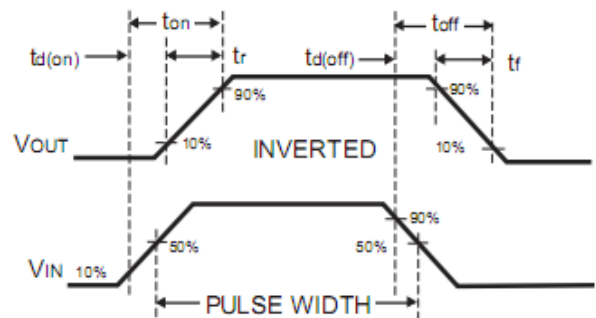 ton toff
td(on) tr td(off) tf
90% 90%
VOUT 10% INVERTED 10%
90%
50% 50%
VIN 10%
PULSE WIDTH